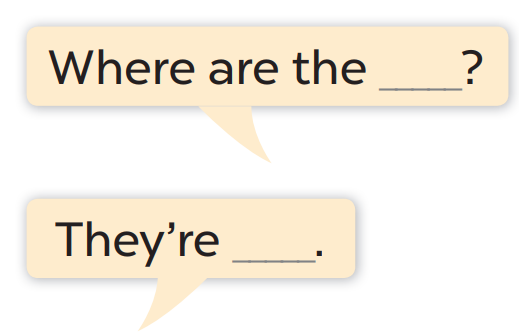 Where are the ____?
They're ____.